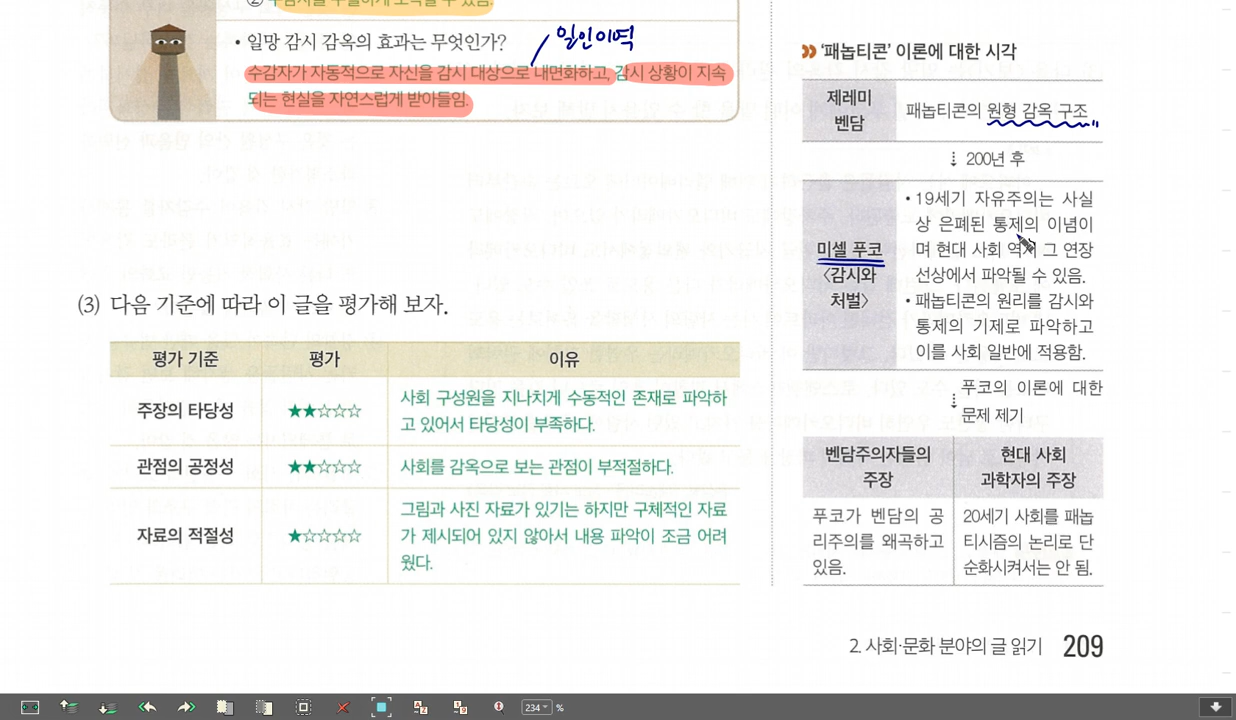 ② 수감자를 수월하게 조작할 수 있음.
• 일망 감시 감옥의 효과는 무엇인가?
일인이역
수감자가 자동적으로 자신을 감시 대상으로 내면화하고, 감시 상황이 지속
되는 현실을 자연스럽게 받아들임.
(3) 다음 기준에 따라 이 글을 평가해 보자.
평가 기준 평가 이유
주장의 타당성 ★★☆☆☆ 사회 구성원을 지나치게 수동적인 존재로 파악하
고 있어서 타당성이 부족하다.
관점의 공정성 ★★☆☆☆ 사회를 감옥으로 보는 관점이 부적절하다.
자료의 적절성 ★☆☆☆☆ 그림과 사진 자료가 있기는 하지만 구체적인 자료
가 제시되어 있지 않아서 내용 파악이 조금 어려
웠다.
‘패놉티콘’ 이론에 대한 시각
제레미
벤담
패놉티콘의 원형 감옥 구조
200년 후
미셸 푸코
〈감시와
처벌〉
• 19세기 자유주의는 사실
상 은폐된 통제의 이념이
며 현대 사회 역시 그 연장
선상에서 파악될 수 있음.
• 패놉티콘의 원리를 감시와
통제의 기제로 파악하고
이를 사회 일반에 적용함.
푸코의 이론에 대한
문제 제기
벤담주의자들의
주장
현대 사회
과학자의 주장
푸코가 벤담의 공
리주의를 왜곡하고
있음.
20세기 사회를 패놉
티시즘의 논리로 단
순화시켜서는 안 됨.
2. 사회·문화 분야의 글 읽기 209
234 %